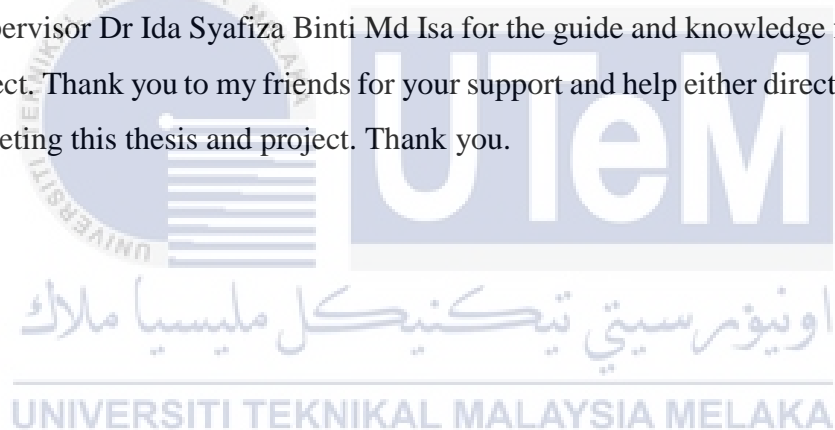 pervisor Dr Ida Syafiza Binti Md Isa for the guide and knowledge
ect. Thank you to my friends for your support and help either direct
eting this thesis and project. Thank you.
UTeM
اونيۏرسيتي تيكنيكل مليسيا ملاك
UNIVERSITI TEKNIKAL MALAYSIA MELAKA